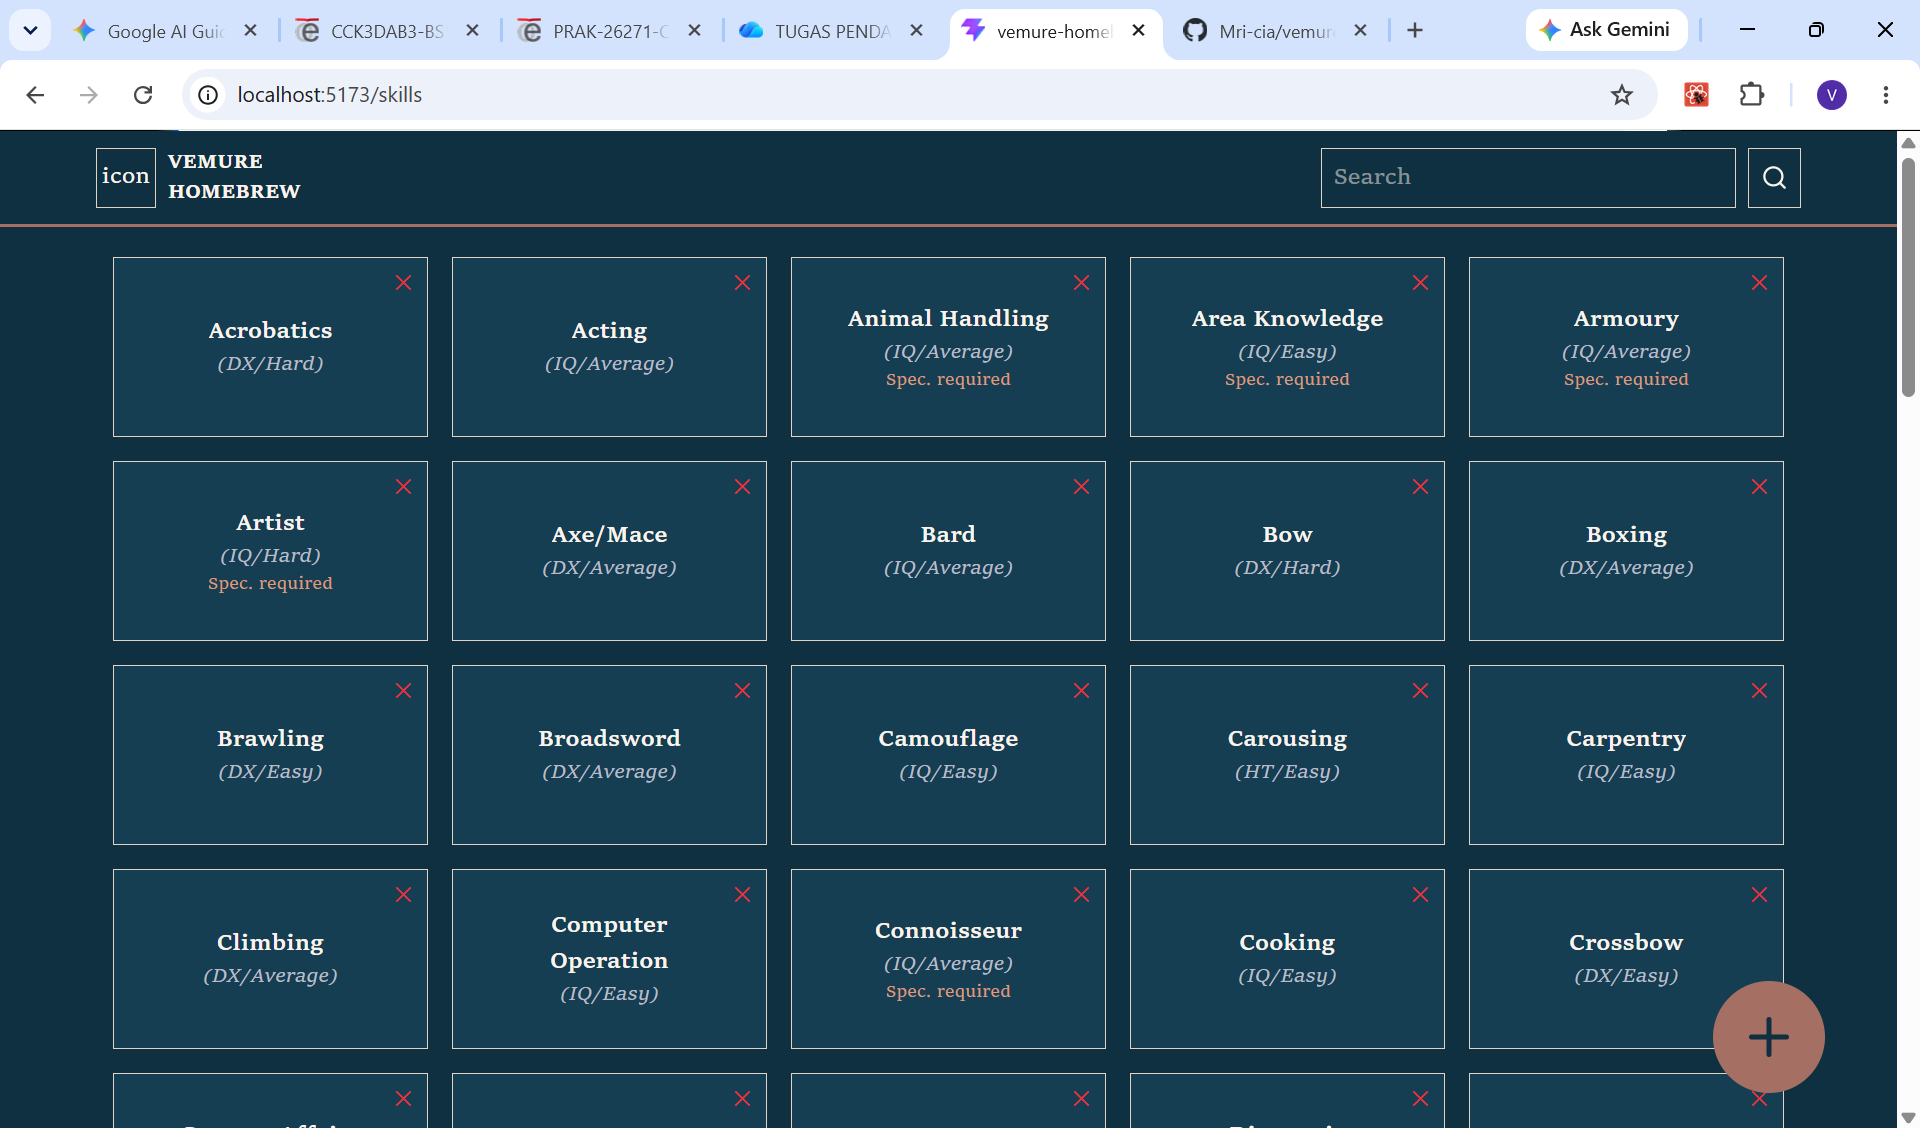 Google AI Gui
CCK3DAB3-BS
PRAK-26271-C
TUGAS PENDA
vemure-home
Mri-cia/vemur
Ask Gemini
localhost:5173/skills
V
icon
VEMURE
HOMEBREW
Search
Acrobatics
(DX/Hard)
Acting
(IQ/Average)
Animal Handling
(IQ/Average)
Spec. required
Area Knowledge
(IQ/Easy)
Spec. required
Armoury
(IQ/Average)
Spec. required
Artist
(IQ/Hard)
Spec. required
Axe/Mace
(DX/Average)
Bard
(IQ/Average)
Bow
(DX/Hard)
Boxing
(DX/Average)
Brawling
(DX/Easy)
Broadsword
(DX/Average)
Camouflage
(IQ/Easy)
Carousing
(HT/Easy)
Carpentry
(IQ/Easy)
Climbing
(DX/Average)
Computer
Operation
(IQ/Easy)
Connoisseur
(IQ/Average)
Spec. required
Cooking
(IQ/Easy)
Crossbow
(DX/Easy)